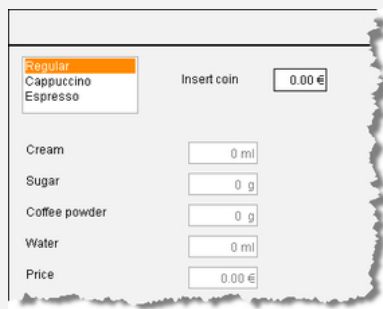 Regular
Cappuccino
Espresso
Insert coin 0.00 €
Cream 0 ml
Sugar 0 g
Coffee powder 0 g
Water 0 ml
Price 0.00 €